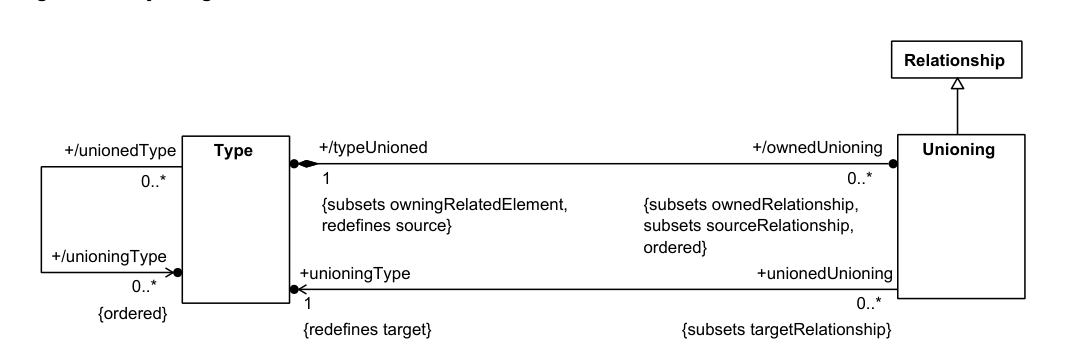 Relationship
+/unionedType
Type
+/typeUnioned
+/ownedUnioning
Unioning
0..*
1
0..*
{subsets owningRelatedElement,
redefines source}
{subsets ownedRelationship,
subsets sourceRelationship,
ordered}
+/unioningType
+unioningType
+unionedUnioning
0..*
1
0..*
{ordered}
{redefines target}
{subsets targetRelationship}